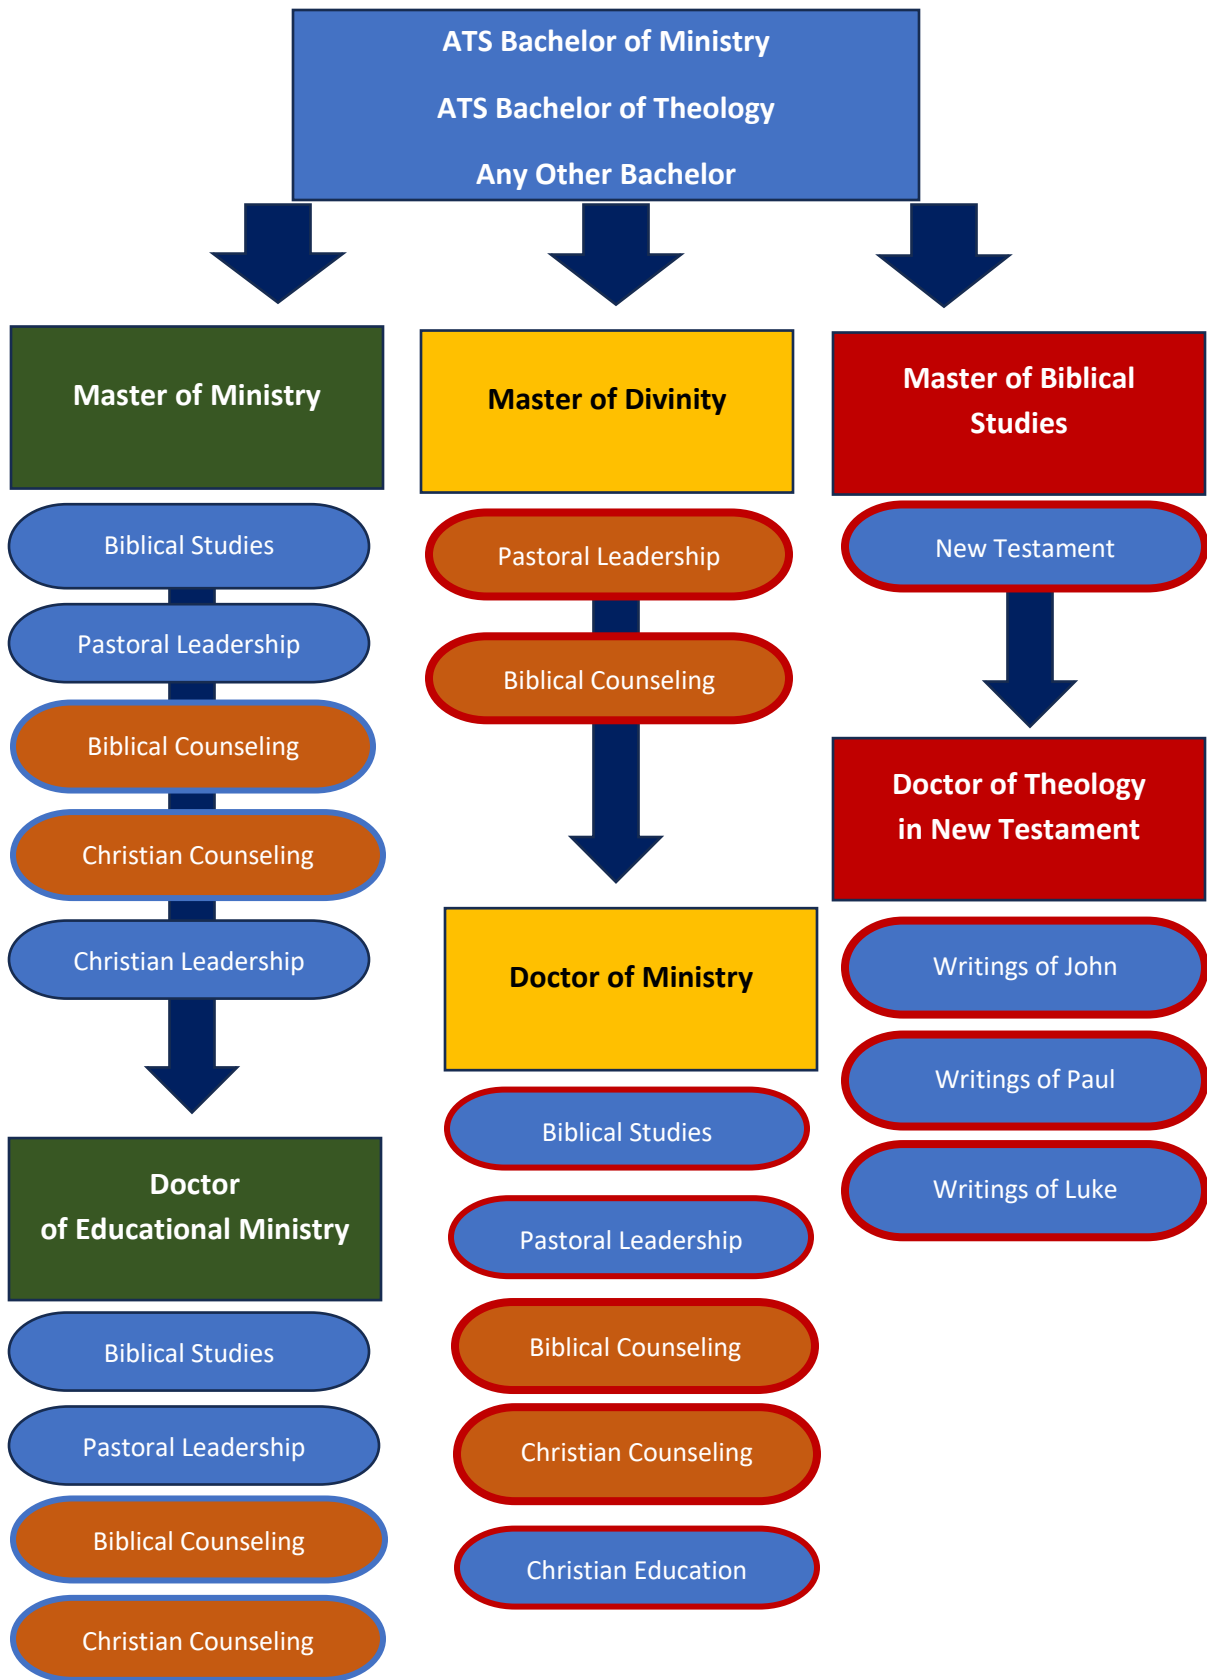 ATS Bachelor of Ministry
ATS Bachelor of Theology
Any Other Bachelor
Master of Ministry
Biblical Studies
Pastoral Leadership
Biblical Counseling
Christian Counseling
Christian Leadership
Doctor
of Educational Ministry
Biblical Studies
Pastoral Leadership
Biblical Counseling
Christian Counseling
Master of Divinity
Pastoral Leadership
Biblical Counseling
Doctor of Ministry
Biblical Studies
Pastoral Leadership
Biblical Counseling
Christian Counseling
Christian Education
Master of Biblical
Studies
New Testament
Doctor of Theology
in New Testament
Writings of John
Writings of Paul
Writings of Luke